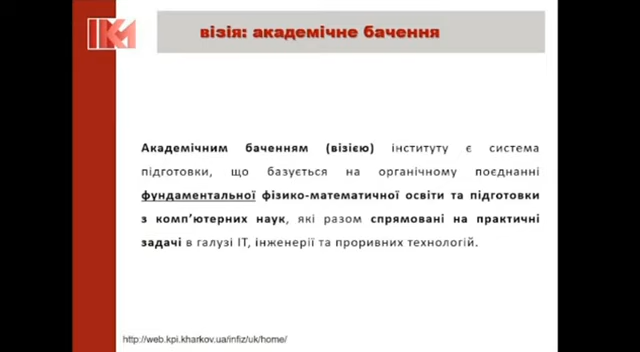 візія: академічне бачення
Академічним баченням (візією) інституту є система
підготовки, що базується на органічному поєднанні
фундаментальної фізико-математичної освіти та підготовки
з комп'ютерних наук, які разом спрямовані на практичні
задачі в галузі ІТ, інженерії та проривних технологій.
http://web.kpi.kharkov.ua/infiz/uk/home/